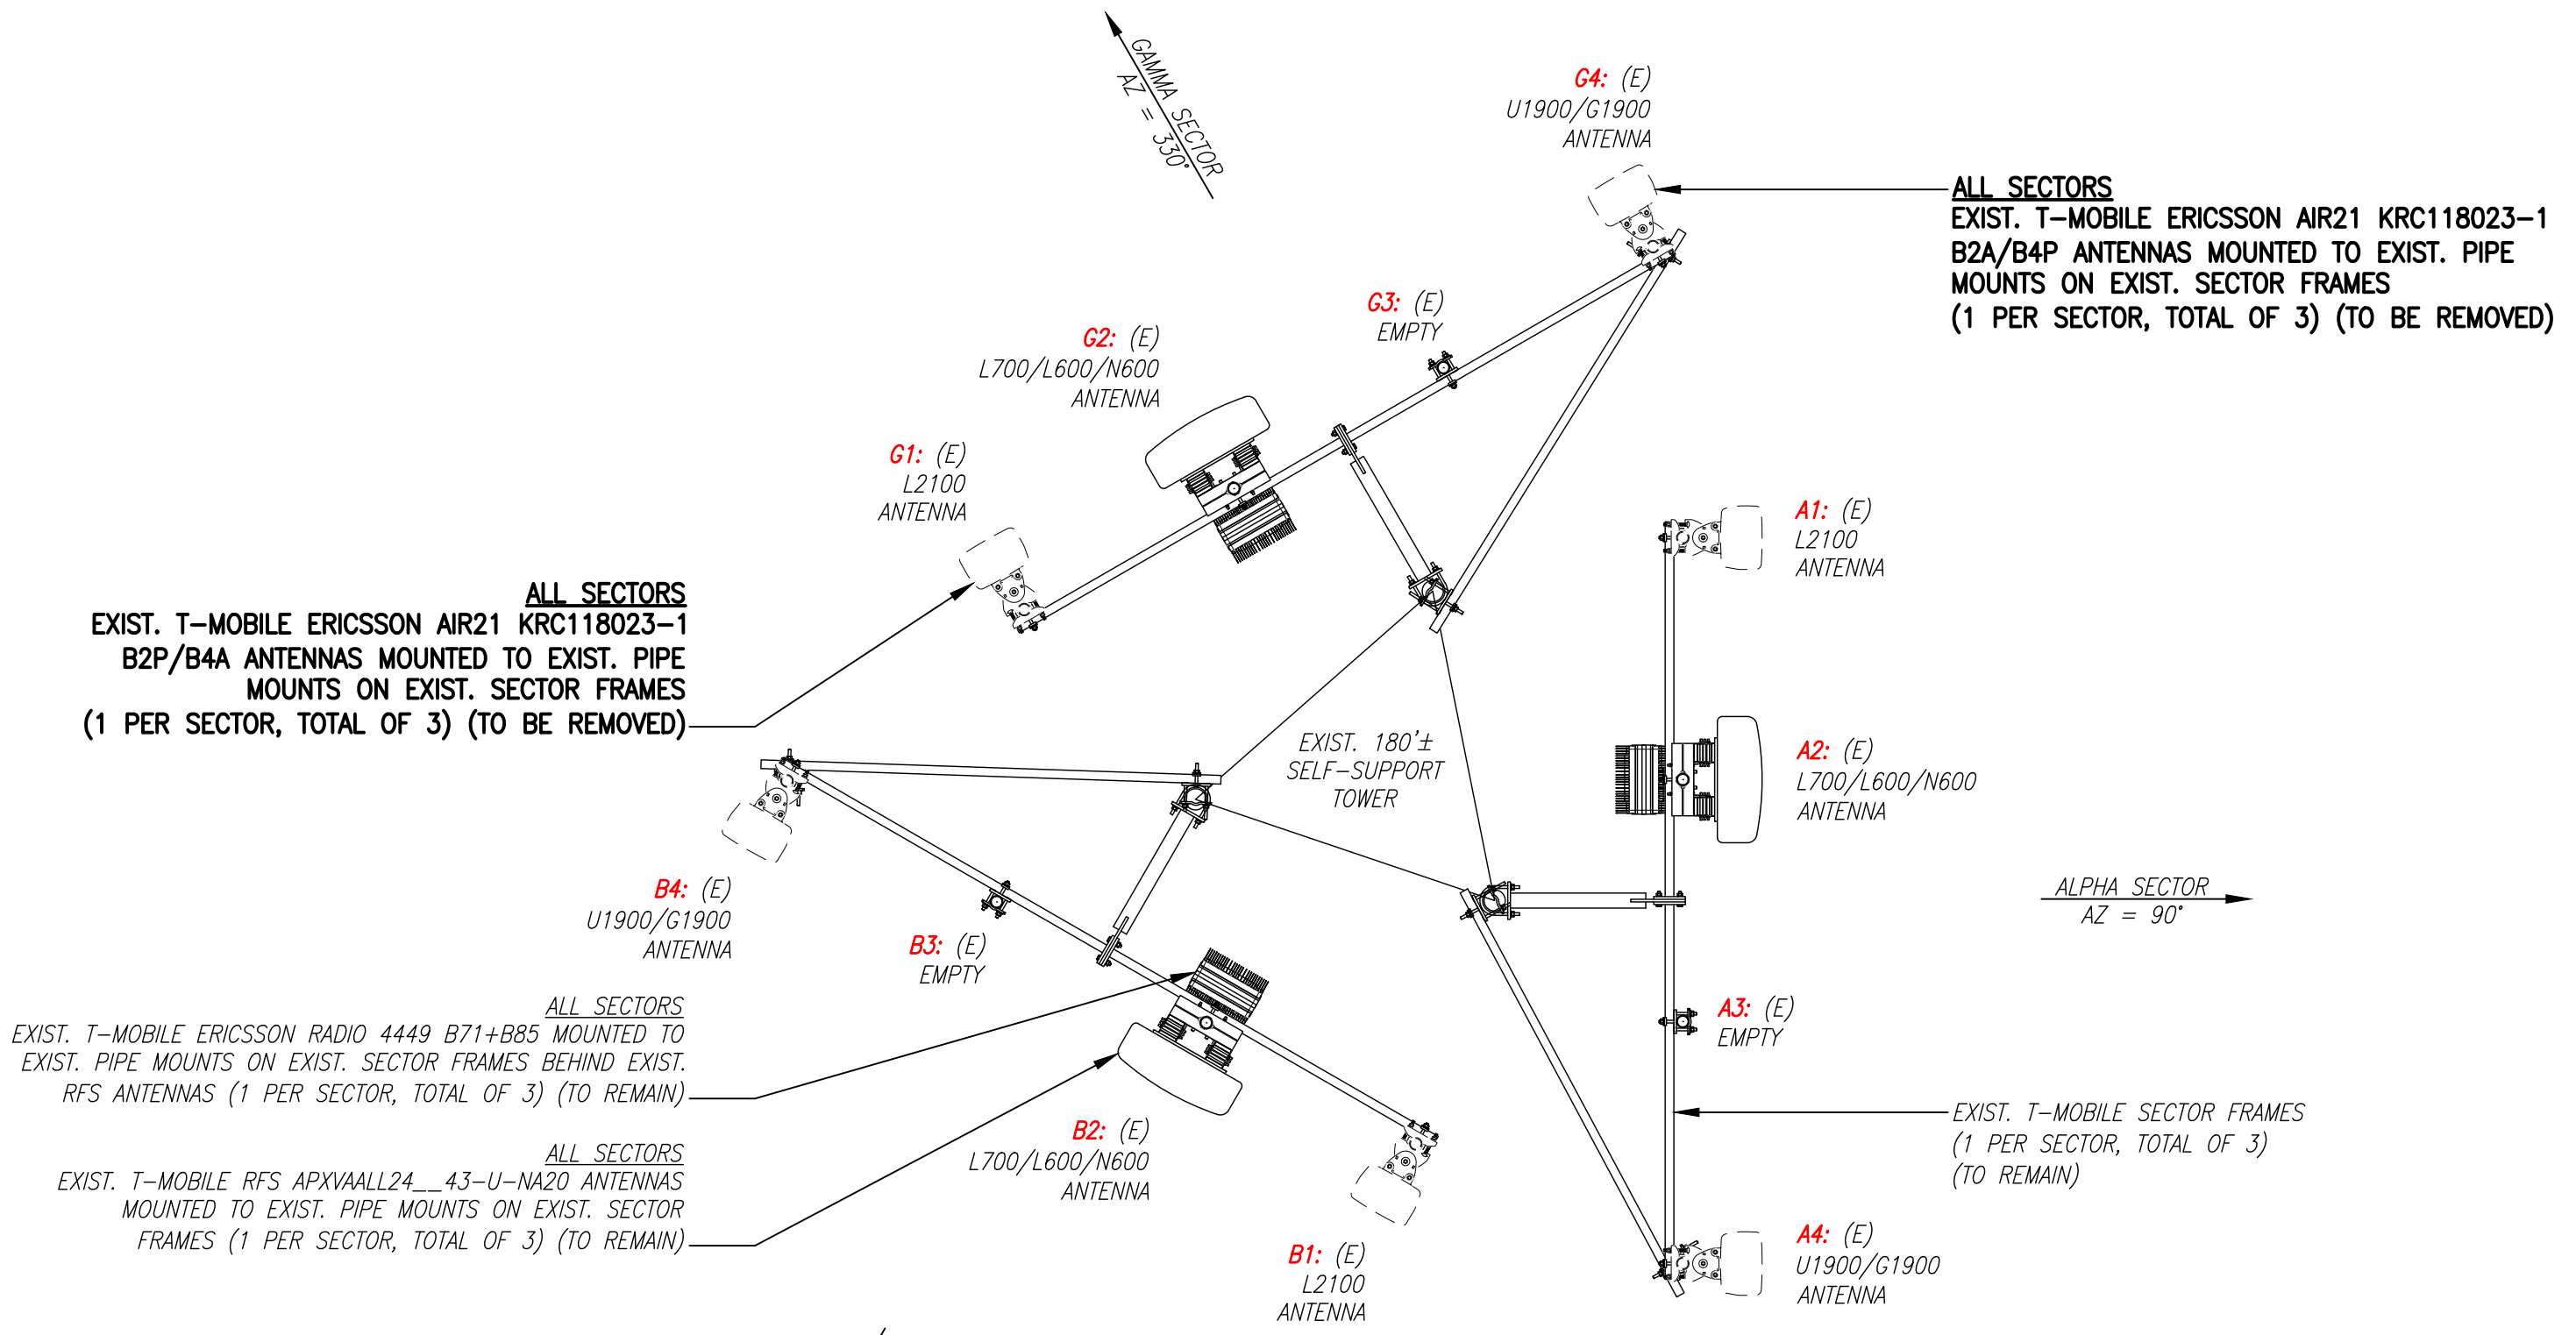 GAMMA SECTOR
AZ = 330°
G4: (E)
U1900/G1900
ANTENNA
ALL SECTORS
EXIST. T-MOBILE ERICSSON AIR21 KRC118023-1
B2A/B4P ANTENNAS MOUNTED TO EXIST. PIPE
MOUNTS ON EXIST. SECTOR FRAMES
(1 PER SECTOR, TOTAL OF 3) (TO BE REMOVED)
G3: (E)
EMPTY
G2: (E)
L700/L600/N600
ANTENNA
G1: (E)
L2100
ANTENNA
A1: (E)
L2100
ANTENNA
ALL SECTORS
EXIST. T-MOBILE ERICSSON AIR21 KRC118023-1
B2P/B4A ANTENNAS MOUNTED TO EXIST. PIPE
MOUNTS ON EXIST. SECTOR FRAMES
(1 PER SECTOR, TOTAL OF 3) (TO BE REMOVED)
EXIST. 180'±
SELF-SUPPORT
TOWER
A2: (E)
L700/L600/N600
ANTENNA
ALPHA SECTOR
AZ = 90°
B4: (E)
U1900/G1900
ANTENNA
B3: (E)
EMPTY
A3: (E)
EMPTY
ALL SECTORS
EXIST. T-MOBILE ERICSSON RADIO 4449 B71+B85 MOUNTED TO
EXIST. PIPE MOUNTS ON EXIST. SECTOR FRAMES BEHIND EXIST.
RFS ANTENNAS (1 PER SECTOR, TOTAL OF 3) (TO REMAIN)
EXIST. T-MOBILE SECTOR FRAMES
(1 PER SECTOR, TOTAL OF 3)
(TO REMAIN)
B2: (E)
L700/L600/N600
ANTENNA
ALL SECTORS
EXIST. T-MOBILE RFS APXVAALL24__43-U-NA20 ANTENNAS
MOUNTED TO EXIST. PIPE MOUNTS ON EXIST. SECTOR
FRAMES (1 PER SECTOR, TOTAL OF 3) (TO REMAIN)
B1: (E)
L2100
ANTENNA
A4: (E)
U1900/G1900
ANTENNA